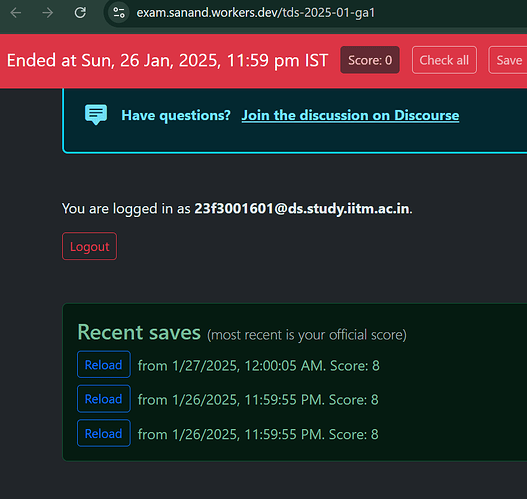 exam.sanand.workers.dev/tds-2025-01-ga1
Ended at Sun, 26 Jan, 2025, 11:59 pm IST Score: 0 Check all Save
Have questions? Join the discussion on Discourse
You are logged in as 23f3001601@ds.study.iitm.ac.in.
Logout
Recent saves (most recent is your official score)
Reload from 1/27/2025, 12:00:05 AM. Score: 8
Reload from 1/26/2025, 11:59:55 PM. Score: 8
Reload from 1/26/2025, 11:59:55 PM. Score: 8